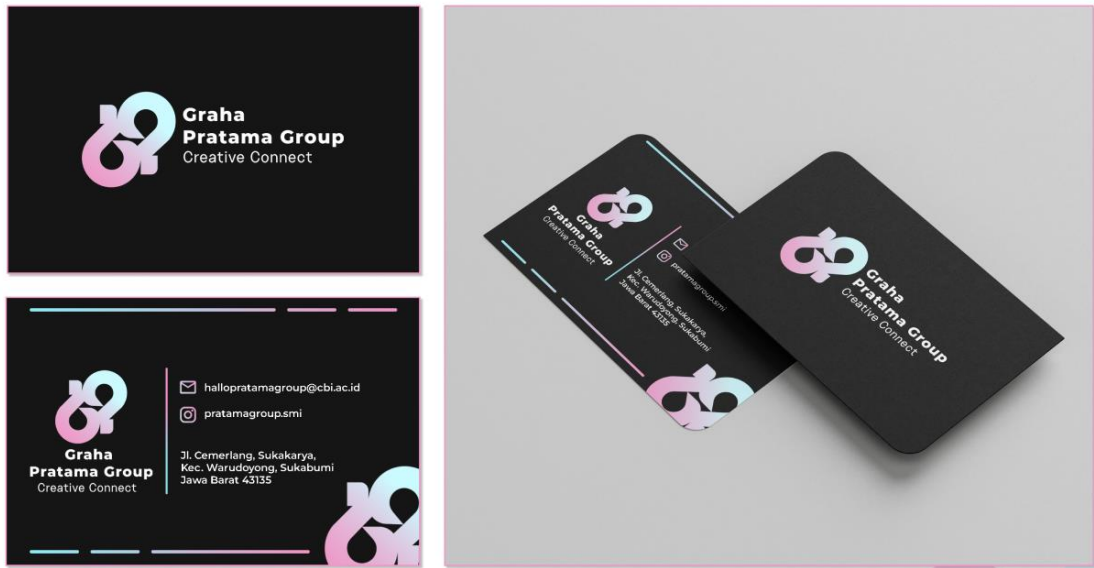 Graha
Pratama Group
Creative Connect
hallopratamagroup@cbi.ac.id
pratamagroup.smi
Graha
Pratama Group
Creative Connect
Jl. Cemerlang, Sukakarya,
Kec. Warudoyong, Sukabumi
Jawa Barat 43135
Graha
Pratama Group
Creative Connect
pratamagroup.smi
Jl. Cemerlang, Sukakarya,
Kec. Warudoyong, Sukabumi
Jawa Barat 43135
Graha
Pratama Group
Creative Connect